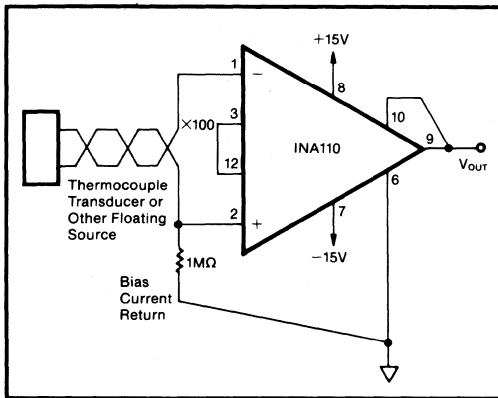 +15V
1
−
8
3
×100
10
INA110
9
12
V_OUT
6
Thermocouple
Transducer or
Other Floating
Source
2
+
7
1MΩ
−15V
Bias
Current
Return